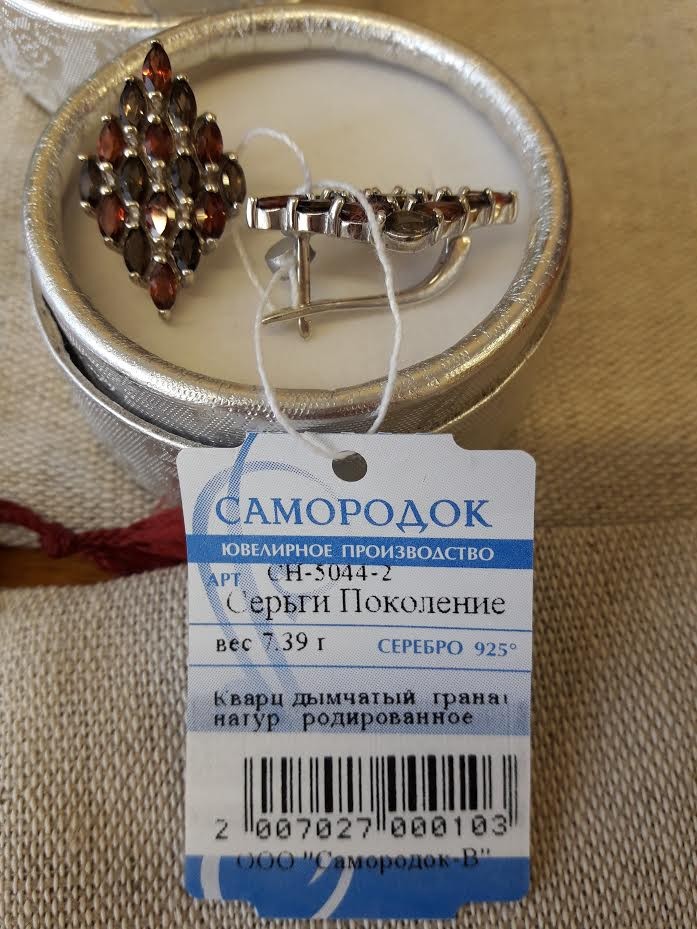 САМОРОДОК
ЮВЕЛИРНОЕ ПРОИЗВОДСТВО
АРТ СН-5044-2
Серьги Поколение
вес 7.39 г СЕРЕБРО 925°
Кварц дымчатый гранат
натур родированное
2 007027 000103
ООО "Самородок-В"